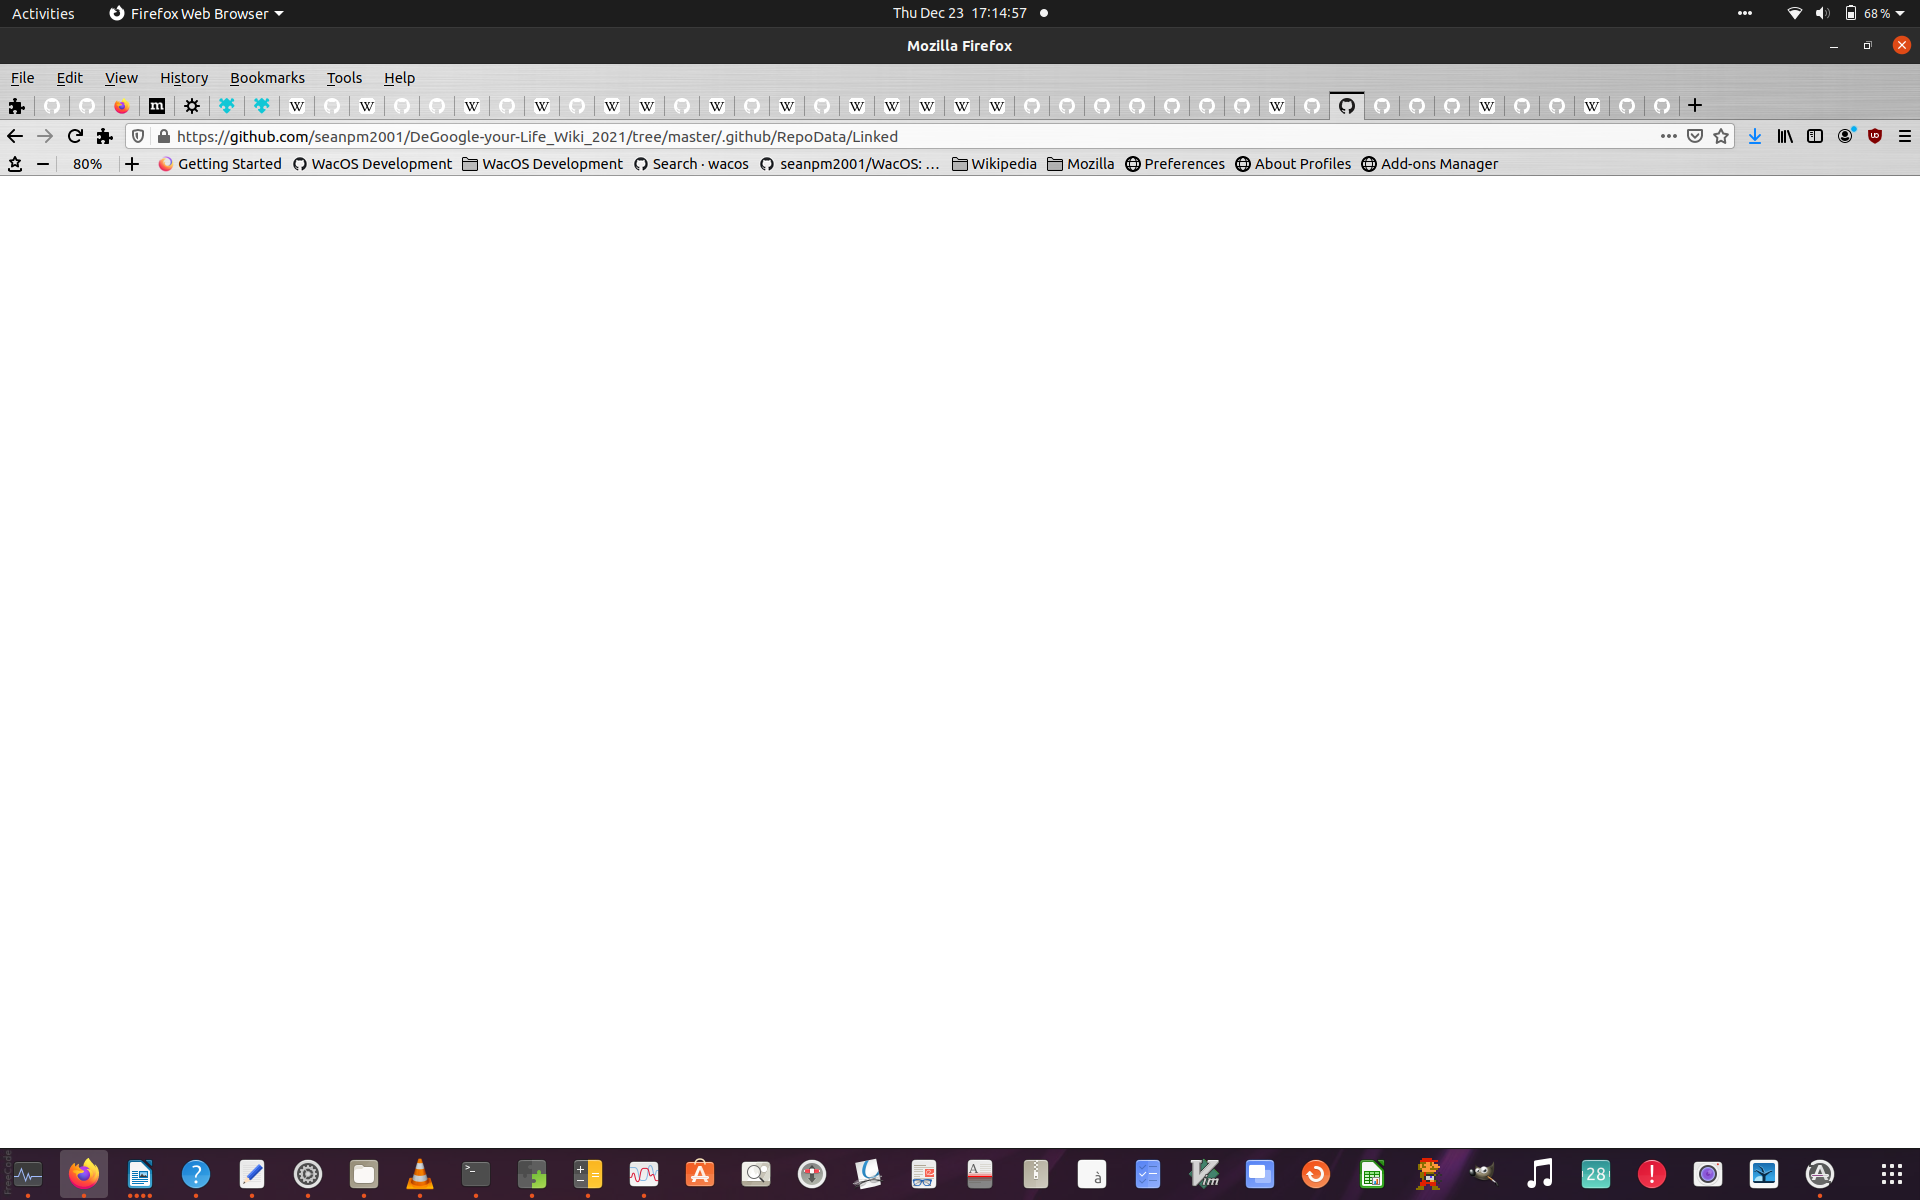 Activities Firefox Web Browser Thu Dec 23 17:14:57 68 %
Mozilla Firefox
File Edit View History Bookmarks Tools Help
https://github.com/seanpm2001/DeGoogle-your-Life_Wiki_2021/tree/master/.github/RepoData/Linked
80% Getting Started WacOS Development WacOS Development Search · wacos seanpm2001/WacOS: ... Wikipedia Mozilla Preferences About Profiles Add-ons Manager
FreeCode
28